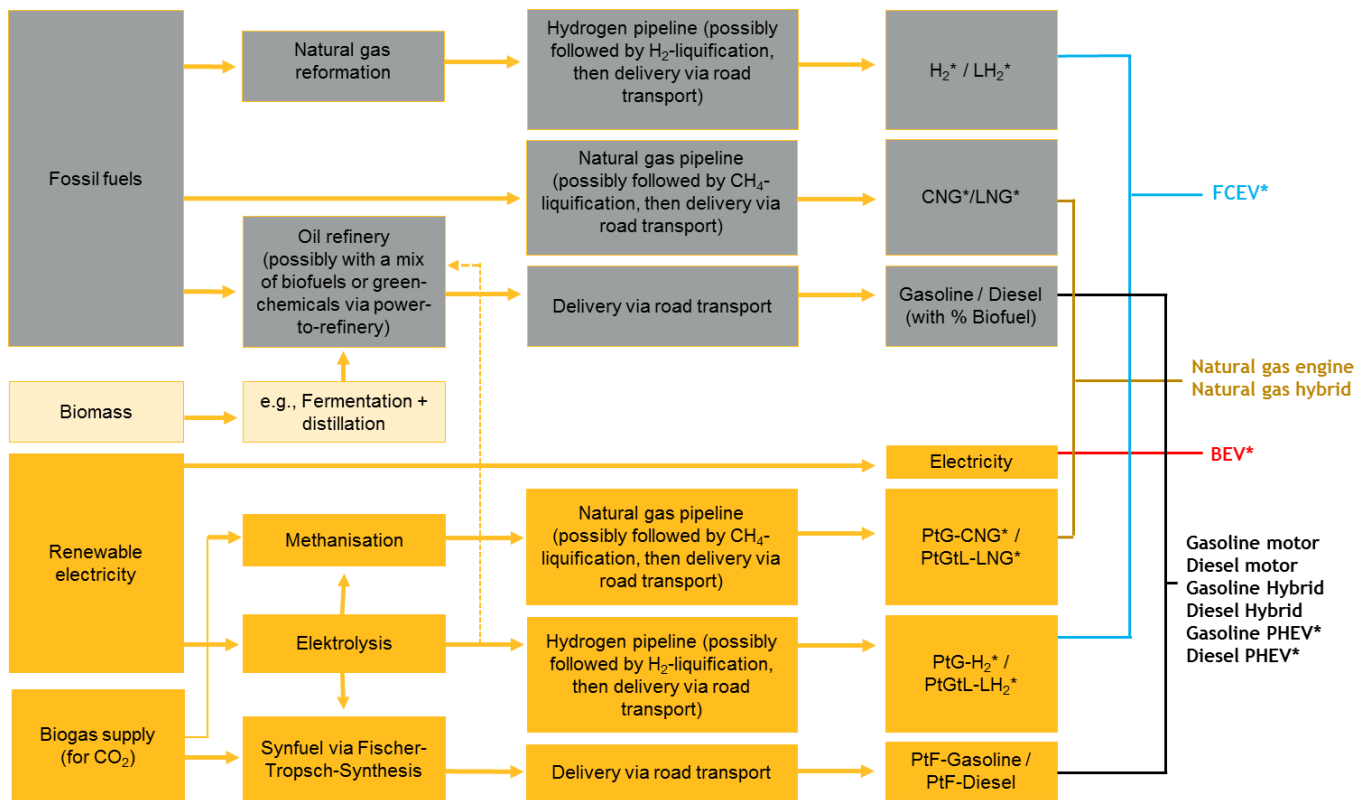 Fossil fuels
Natural gas
reformation
Hydrogen pipeline (possibly
followed by H₂-liquification,
then delivery via road
transport)
H₂* / LH₂*
Natural gas pipeline
(possibly followed by CH₄-
liquification, then delivery via
road transport)
CNG*/LNG*
Oil refinery
(possibly with a mix
of biofuels or green-
chemicals via power-
to-refinery)
Delivery via road transport
Gasoline / Diesel
(with % Biofuel)
Biomass
e.g., Fermentation +
distillation
Renewable
electricity
Electricity
Methanisation
Natural gas pipeline
(possibly followed by CH₄-
liquification, then delivery via
road transport)
PtG-CNG* /
PtGtL-LNG*
Elektrolysis
Hydrogen pipeline (possibly
followed by H₂-liquification,
then delivery via road
transport)
PtG-H₂* /
PtGtL-LH₂*
Biogas supply
(for CO₂)
Synfuel via Fischer-
Tropsch-Synthesis
Delivery via road transport
PtF-Gasoline /
PtF-Diesel
FCEV*
Natural gas engine
Natural gas hybrid
BEV*
Gasoline motor
Diesel motor
Gasoline Hybrid
Diesel Hybrid
Gasoline PHEV*
Diesel PHEV*